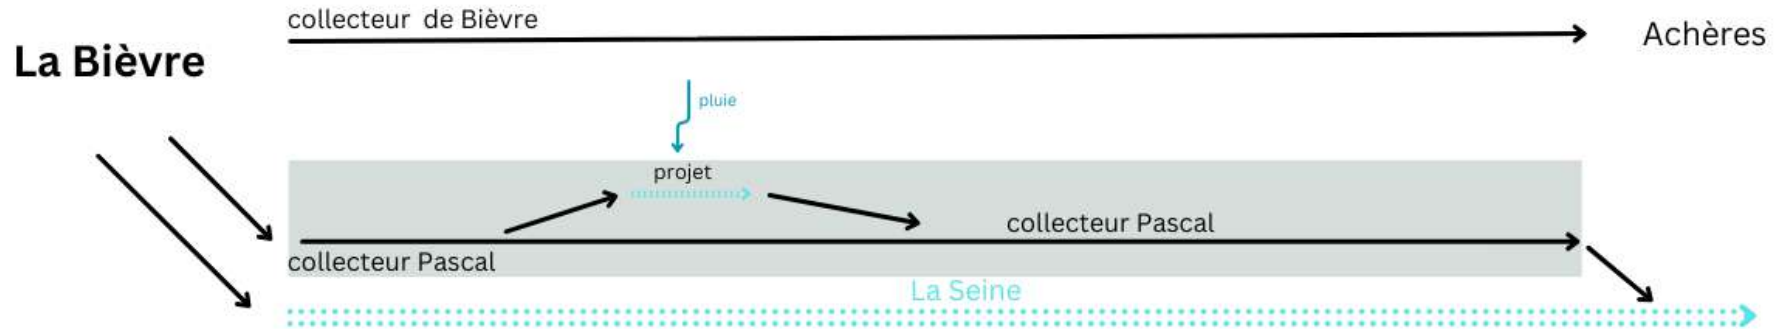 collecteur de Bièvre
Achères
La Bièvre
pluie
projet
collecteur Pascal
collecteur Pascal
La Seine